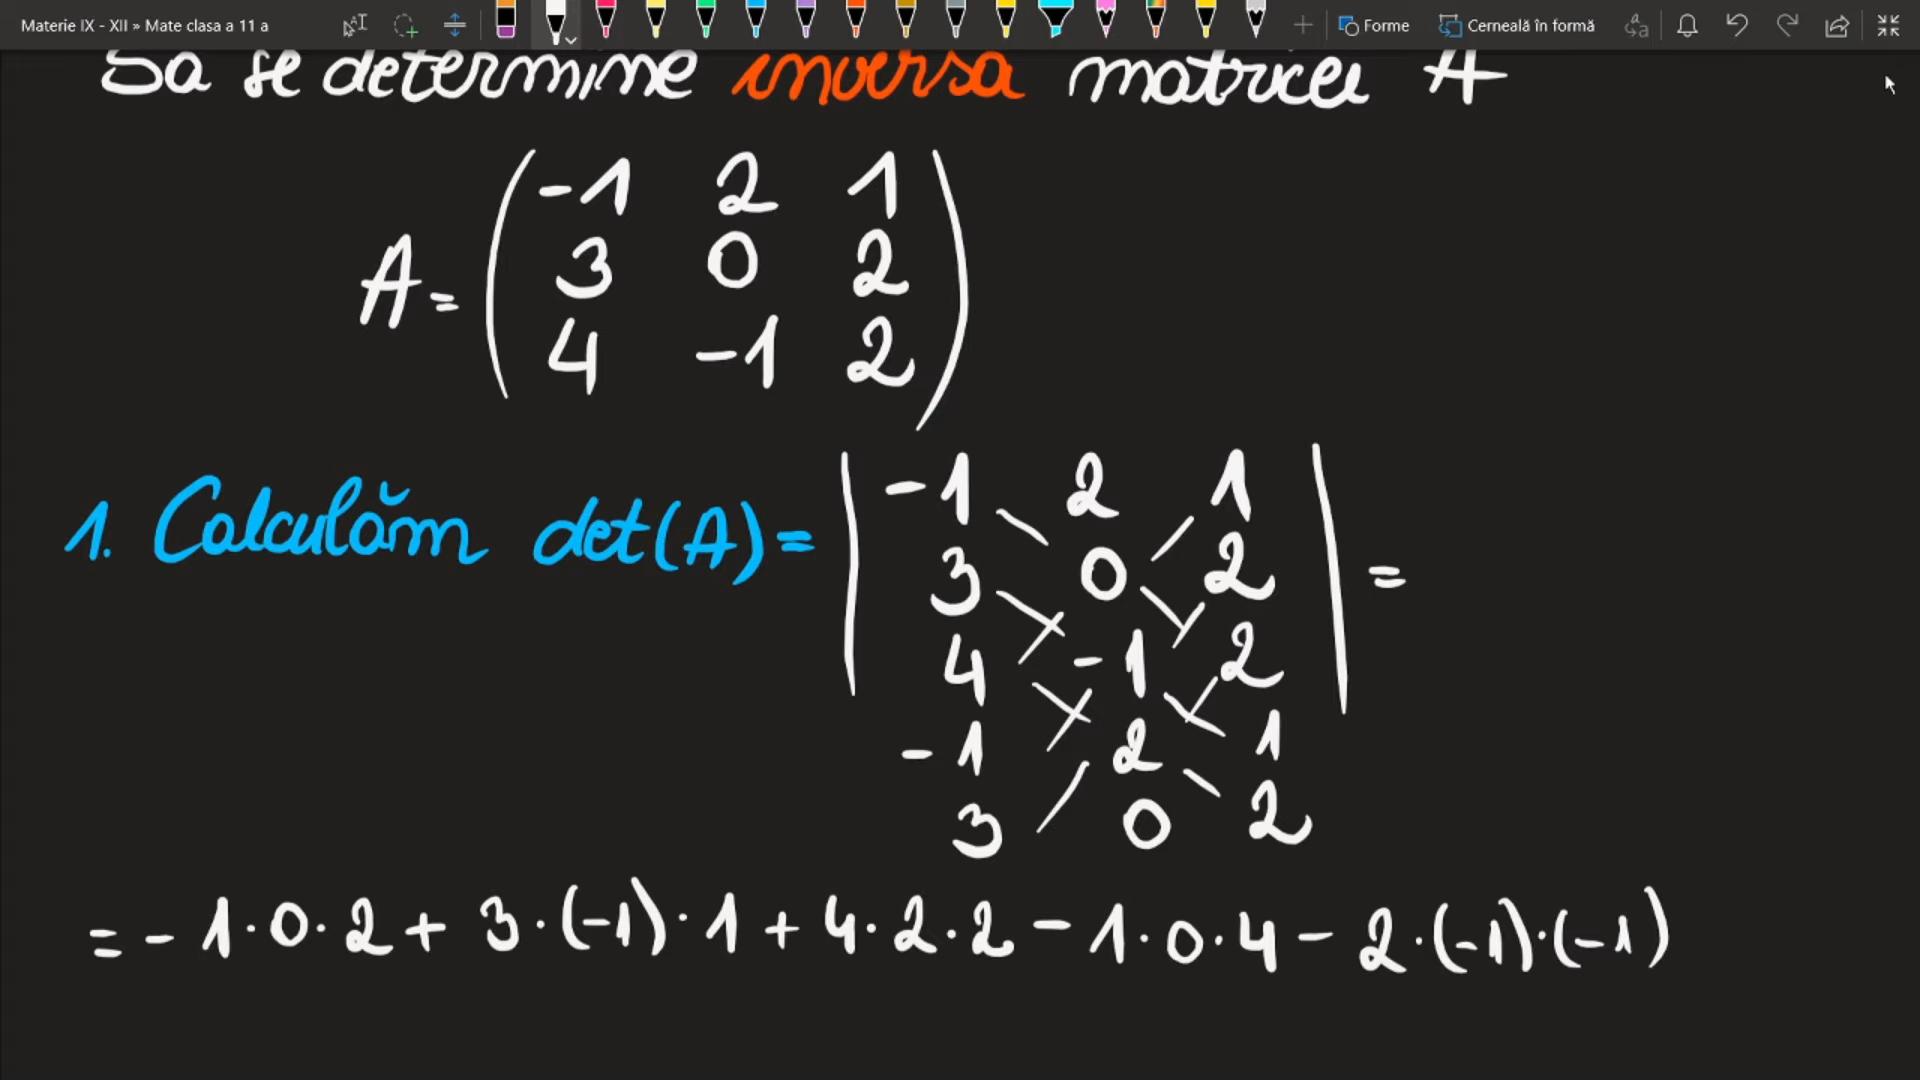 Materie IX - XII » Mate clasa a 11 a
Forme
Cerneală în formă
Sa se determine inversa matricei A
A = ( -1 2 1
3 0 2
4 -1 2 )
1. Calculăm det(A) = | -1 2 1
3 0 2
4 -1 2 | =
-1 2 1
3 0 2
= - 1 · 0 · 2 + 3 · (-1) · 1 + 4 · 2 · 2 - 1 · 0 · 4 - 2 · (-1) · (-1)